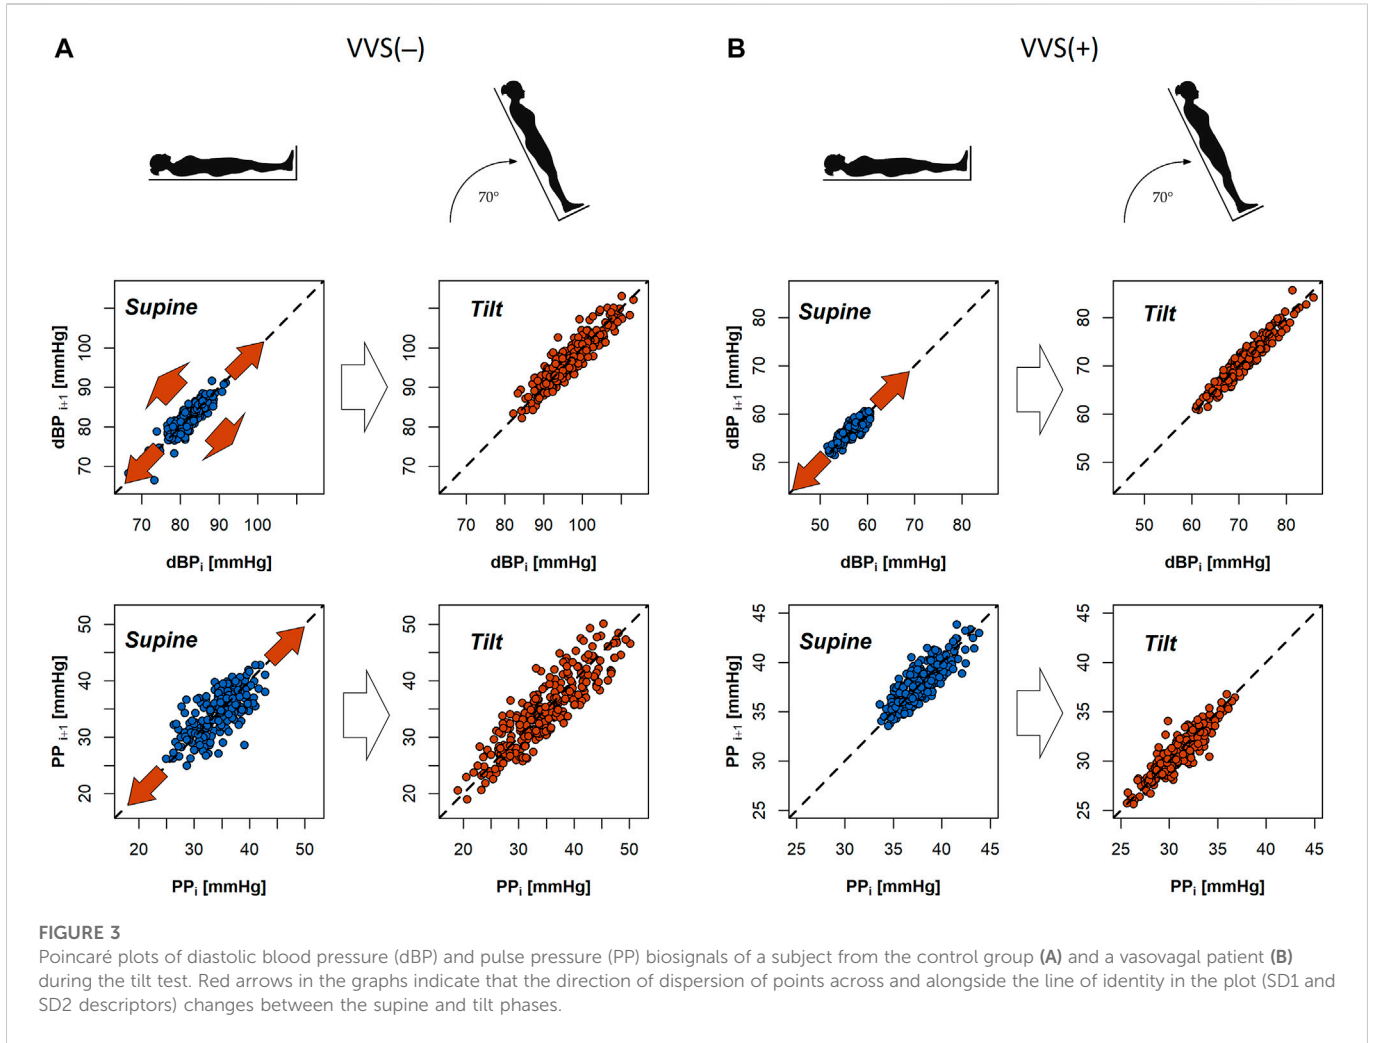 A
VVS(–)
B
VVS(+)
70°
70°
Supine
dBP i+1 [mmHg]
70 80 90 100
70 80 90 100
dBPi [mmHg]
Tilt
70 80 90 100
70 80 90 100
dBPi [mmHg]
Supine
dBP i+1 [mmHg]
50 60 70 80
50 60 70 80
dBPi [mmHg]
Tilt
50 60 70 80
50 60 70 80
dBPi [mmHg]
Supine
PP i+1 [mmHg]
20 30 40 50
20 30 40 50
PPi [mmHg]
Tilt
20 30 40 50
20 30 40 50
PPi [mmHg]
Supine
PP i+1 [mmHg]
25 30 35 40 45
25 30 35 40 45
PPi [mmHg]
Tilt
25 30 35 40 45
25 30 35 40 45
PPi [mmHg]
FIGURE 3
Poincaré plots of diastolic blood pressure (dBP) and pulse pressure (PP) biosignals of a subject from the control group (A) and a vasovagal patient (B)
during the tilt test. Red arrows in the graphs indicate that the direction of dispersion of points across and alongside the line of identity in the plot (SD1 and
SD2 descriptors) changes between the supine and tilt phases.